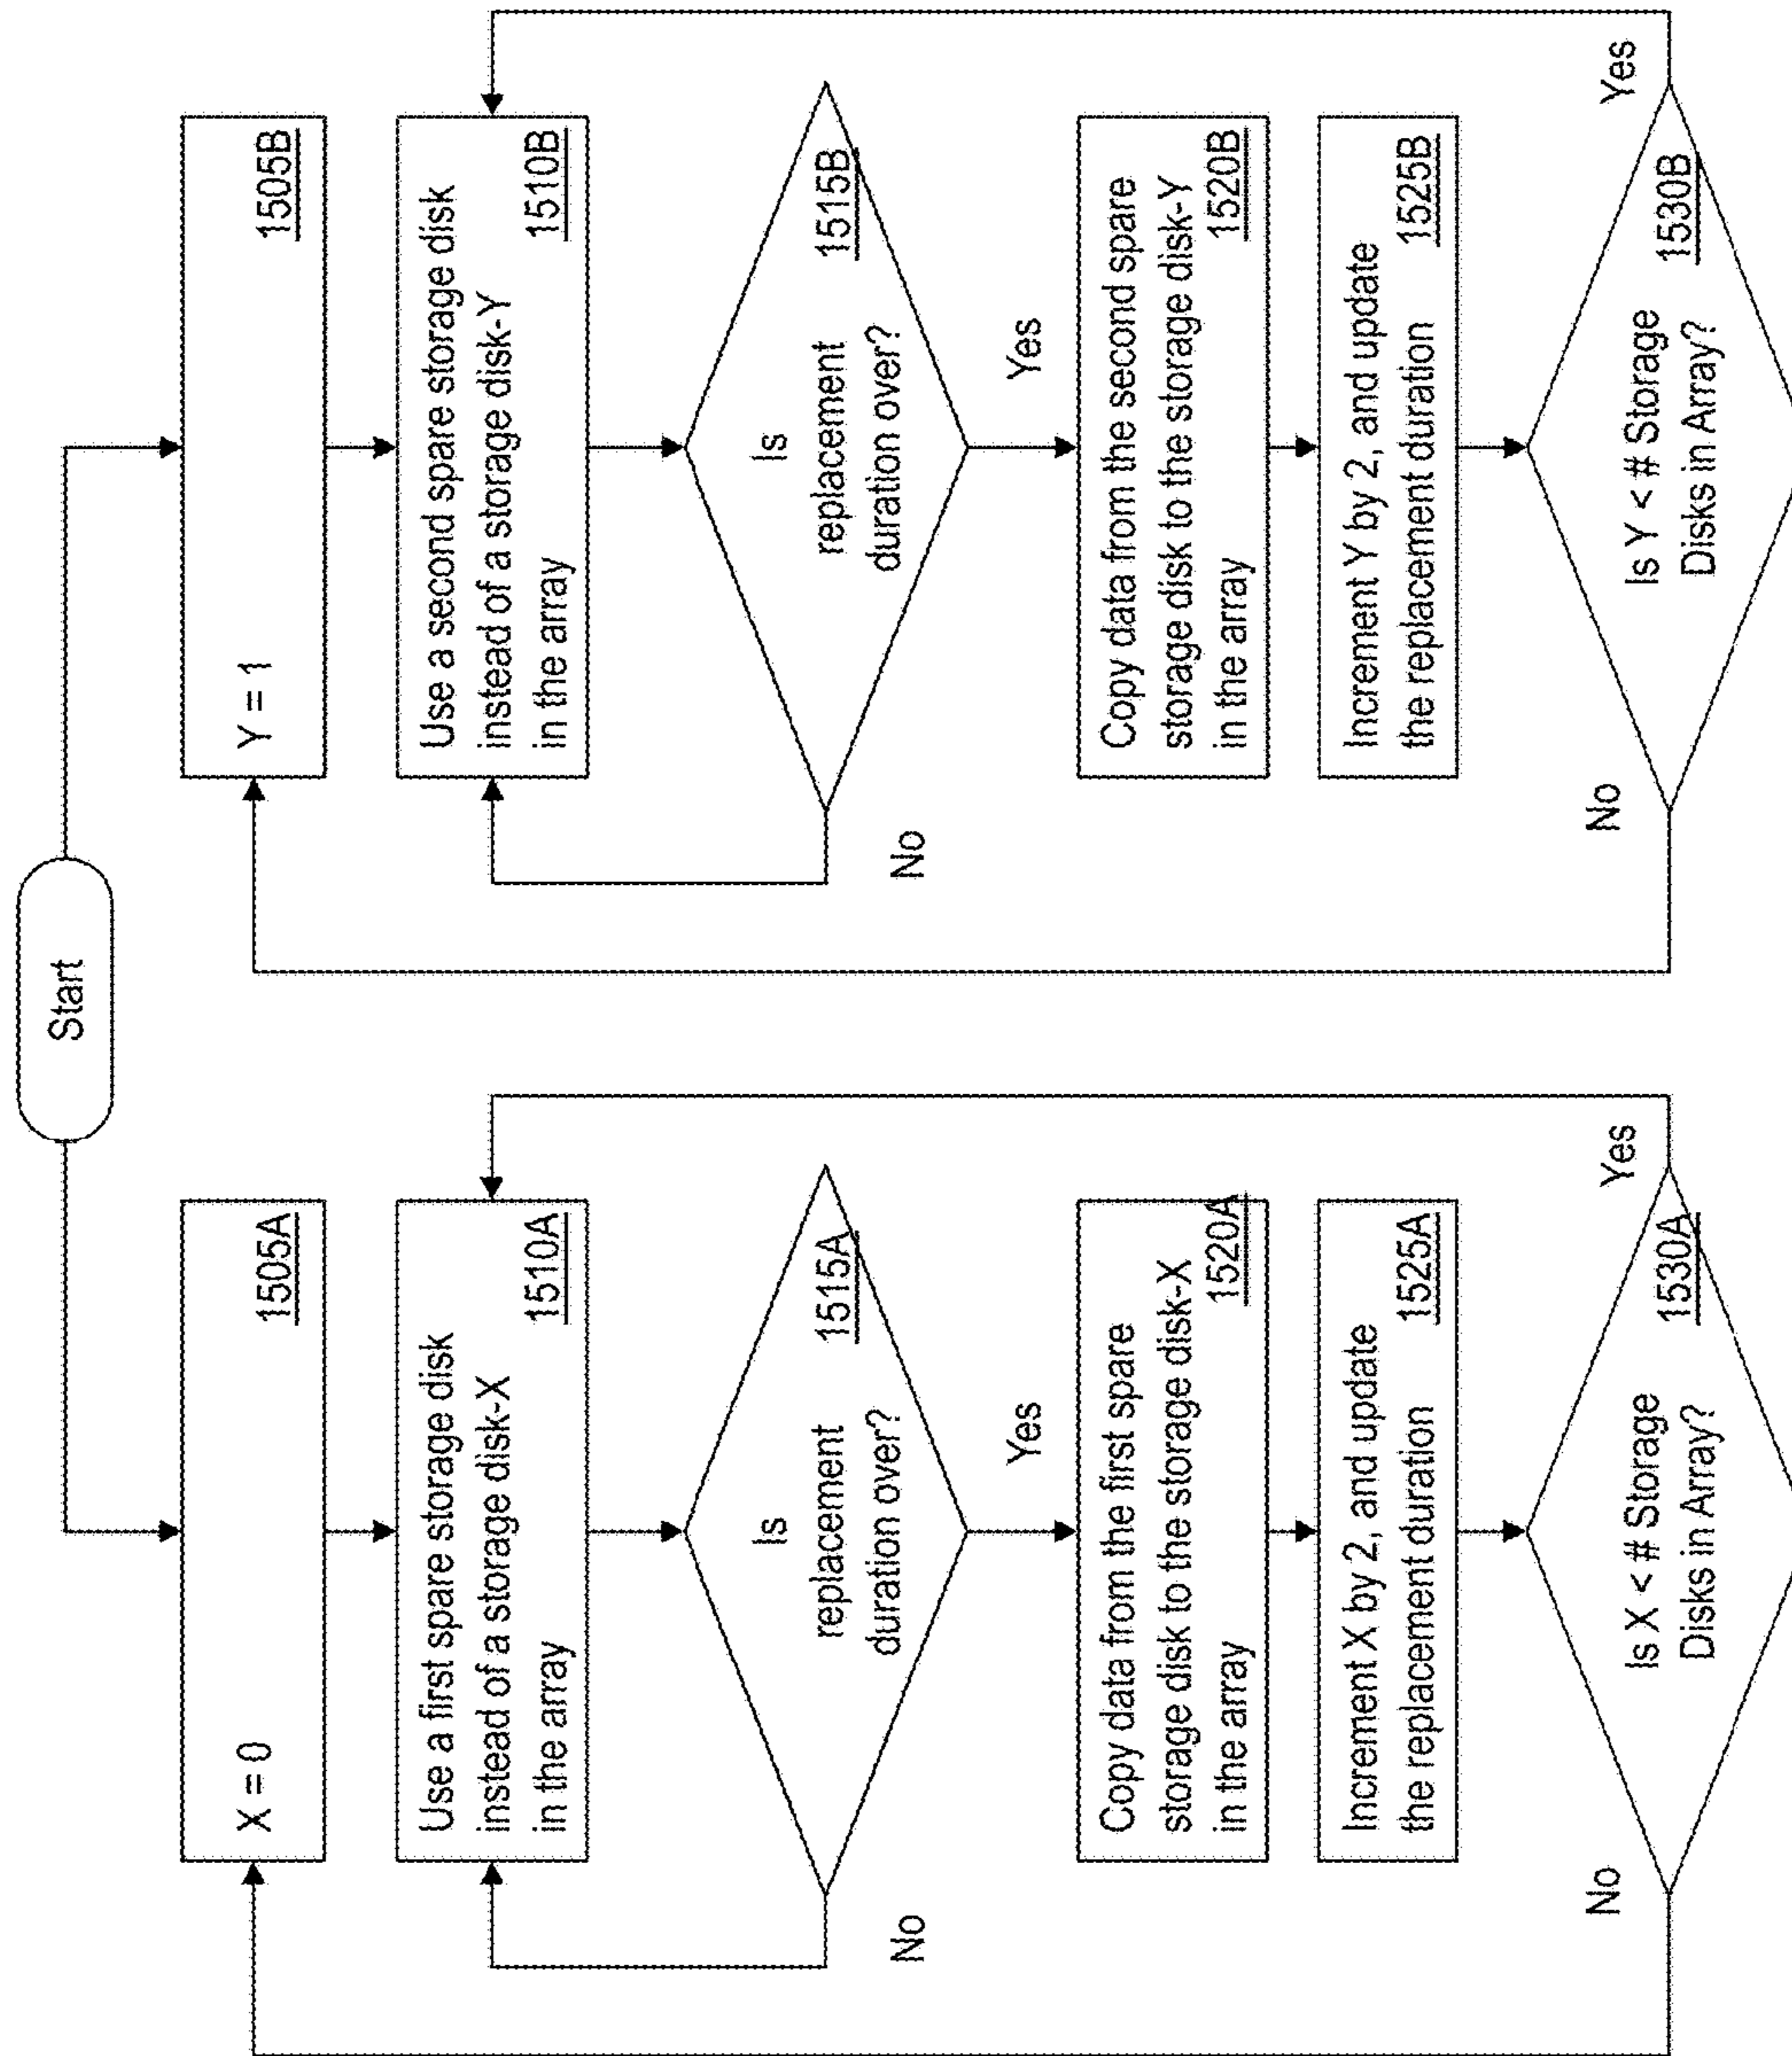 Start
X = 0
1505A
Use a first spare storage disk
instead of a storage disk-X
in the array
1510A
Is
replacement
duration over?
1515A
No
Yes
Copy data from the first spare
storage disk to the storage disk-X
in the array
1520A
Increment X by 2, and update
the replacement duration
1525A
Is X < # Storage
Disks in Array?
1530A
No
Yes
Y = 1
1505B
Use a second spare storage disk
instead of a storage disk-Y
in the array
1510B
Is
replacement
duration over?
1515B
No
Yes
Copy data from the second spare
storage disk to the storage disk-Y
in the array
1520B
Increment Y by 2, and update
the replacement duration
1525B
Is Y < # Storage
Disks in Array?
1530B
No
Yes